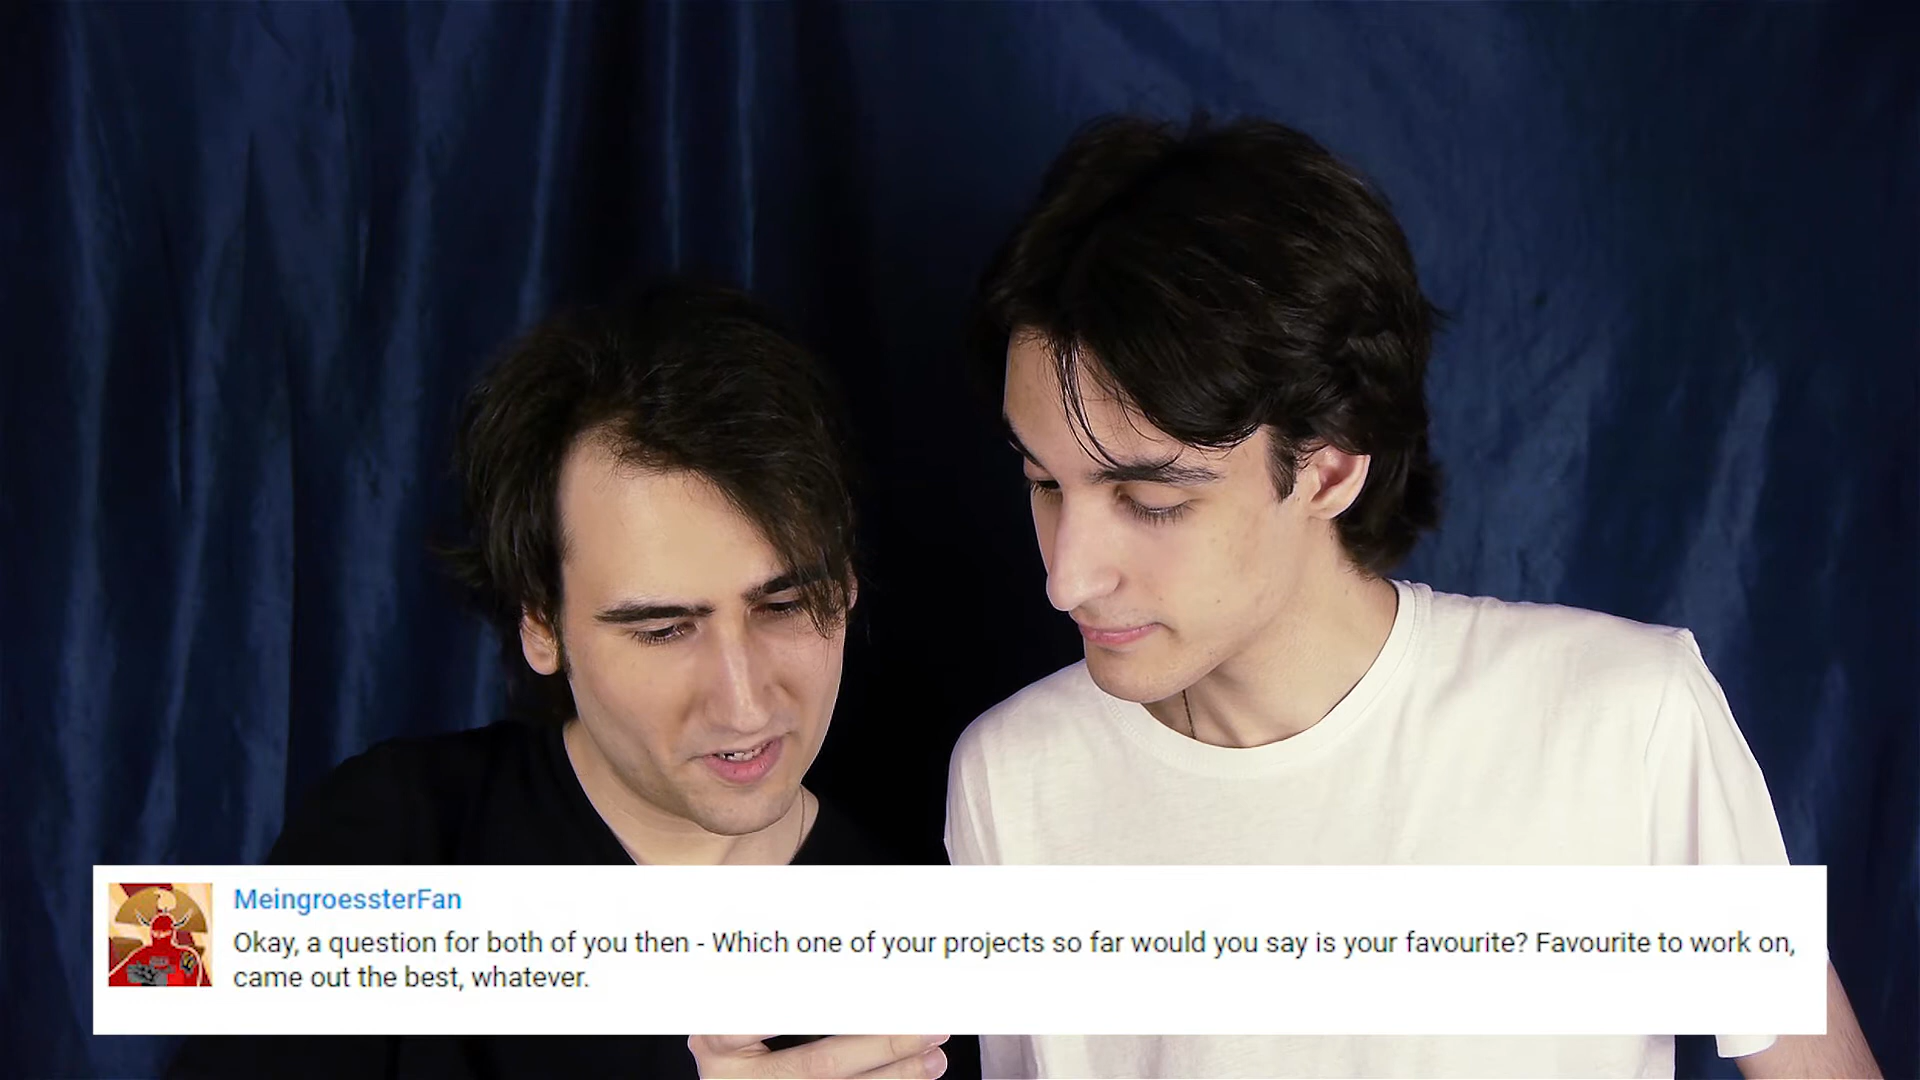 MeingroessterFan
Okay, a question for both of you then - Which one of your projects so far would you say is your favourite? Favourite to work on,
came out the best, whatever.